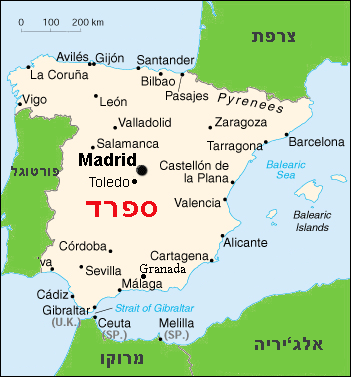 0 100 200 km
צרפת
Avilés Gijón Santander
La Coruña
Bilbao
Vigo
Pasajes
Pyrenees
León
Valladolid
Zaragoza
Salamanca
Tarragona
Barcelona
Madrid
Castellón de
la Plana
Balearic
Sea
פורטוגל
Toledo
ספרד
Valencia
Balearic
Islands
Córdoba
Alicante
'va
Sevilla
Granada
Cartagena
Cádiz
Málaga
Gibraltar
(U.K.)
Strait of Gibraltar
Ceuta
(SP.)
Melilla
(SP.)
אלג'יריה
מרוקו